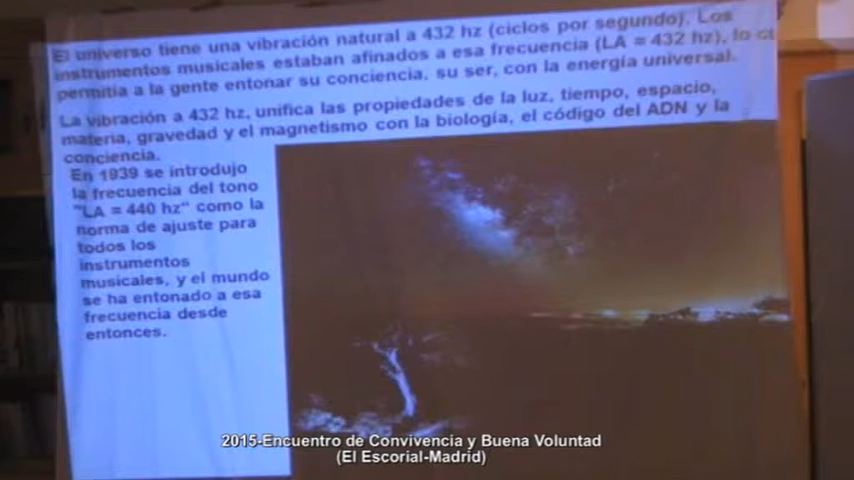 El universo tiene una vibración natural a 432 hz (ciclos por segundo). Los
instrumentos musicales estaban afinados a esa frecuencia (LA = 432 hz), lo
permitía a la gente entonar su conciencia, su ser, con la energía universal.
La vibración a 432 hz, unifica las propiedades de la luz, tiempo, espacio,
materia, gravedad y el magnetismo con la biología, el código del ADN y la
conciencia.
En 1939 se introdujo
la frecuencia del tono
"LA = 440 hz" como la
norma de ajuste para
todos los
instrumentos
musicales, y el mundo
se ha entonado a esa
frecuencia desde
entonces.
2015-Encuentro de Convivencia y Buena Voluntad
(El Escorial-Madrid)